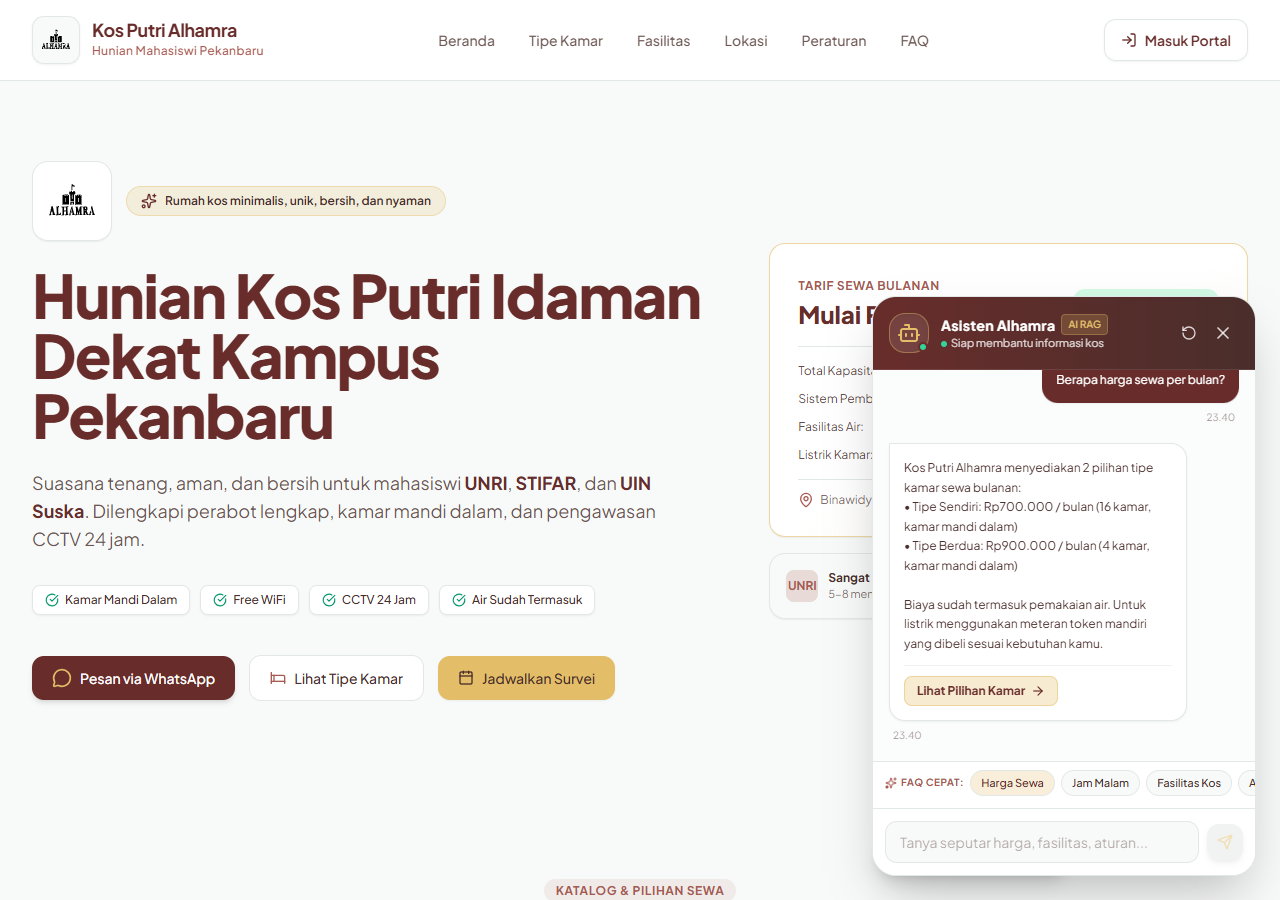 ALHAMRA
Kos Putri Alhamra
Hunian Mahasiswi Pekanbaru
Beranda
Tipe Kamar
Fasilitas
Lokasi
Peraturan
FAQ
Masuk Portal
ALHAMRA
Rumah kos minimalis, unik, bersih, dan nyaman
Hunian Kos Putri Idaman
Dekat Kampus
Pekanbaru
Suasana tenang, aman, dan bersih untuk mahasiswi UNRI, STIFAR, dan UIN
Suska. Dilengkapi perabot lengkap, kamar mandi dalam, dan pengawasan
CCTV 24 jam.
Kamar Mandi Dalam
Free WiFi
CCTV 24 Jam
Air Sudah Termasuk
Pesan via WhatsApp
Lihat Tipe Kamar
Jadwalkan Survei
TARIF SEWA BULANAN
Mulai
Total
Sistem
Fasilitas Air:
Listrik Kamar:
UNRI
Sangat
5–8
Asisten Alhamra
AI RAG
Siap membantu informasi kos
Berapa harga sewa per bulan?
23.40
Kos Putri Alhamra menyediakan 2 pilihan tipe
kamar sewa bulanan:
• Tipe Sendiri: Rp700.000 / bulan (16 kamar,
kamar mandi dalam)
• Tipe Berdua: Rp900.000 / bulan (4 kamar,
kamar mandi dalam)
Biaya sudah termasuk pemakaian air. Untuk
listrik menggunakan meteran token mandiri
yang dibeli sesuai kebutuhan kamu.
Lihat Pilihan Kamar
23.40
FAQ CEPAT:
Harga Sewa
Jam Malam
Fasilitas Kos
Tanya seputar harga, fasilitas, aturan...
KATALOG & PILIHAN SEWA